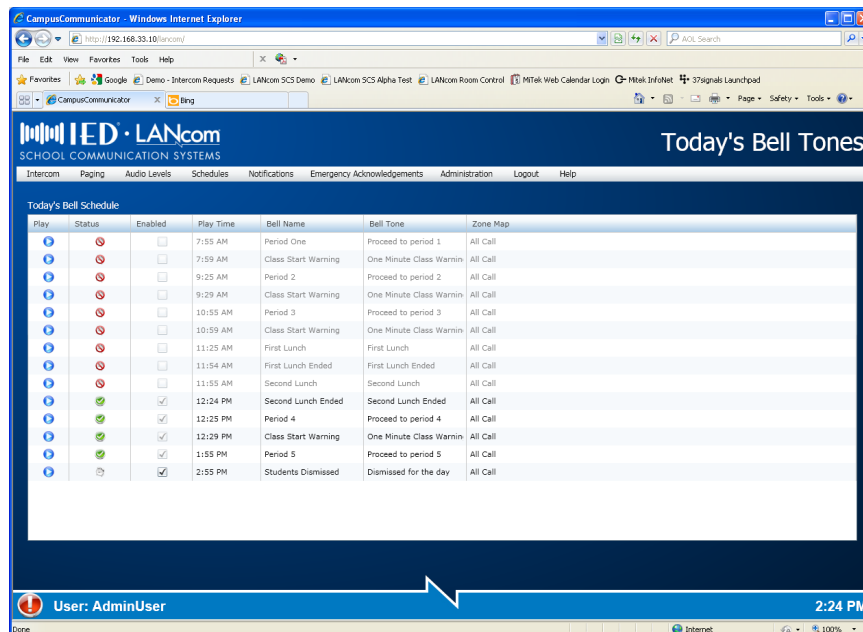 CampusCommunicator - Windows Internet Explorer
http://192.168.33.10/lancom/
AOL Search
File Edit View Favorites Tools Help
Favorites Google Demo - Intercom Requests LANcom SCS Demo LANcom SCS Alpha Test LANcom Room Control MiTek Web Calendar Login Mitek InfoNet 37signals Launchpad
CampusCommunicator Bing Page Safety Tools
IED · LANcom
SCHOOL COMMUNICATION SYSTEMS
Today's Bell Tones
Intercom Paging Audio Levels Schedules Notifications Emergency Acknowledgements Administration Logout Help
Today's Bell Schedule
Play Status Enabled Play Time Bell Name Bell Tone Zone Map
7:55 AM Period One Proceed to period 1 All Call
7:59 AM Class Start Warning One Minute Class Warnin All Call
9:25 AM Period 2 Proceed to period 2 All Call
9:29 AM Class Start Warning One Minute Class Warnin All Call
10:55 AM Period 3 Proceed to period 3 All Call
10:59 AM Class Start Warning One Minute Class Warnin All Call
11:25 AM First Lunch First Lunch All Call
11:54 AM First Lunch Ended First Lunch Ended All Call
11:55 AM Second Lunch Second Lunch All Call
12:24 PM Second Lunch Ended Second Lunch Ended All Call
12:25 PM Period 4 Proceed to period 4 All Call
12:29 PM Class Start Warning One Minute Class Warnin All Call
1:55 PM Period 5 Proceed to period 5 All Call
2:55 PM Students Dismissed Dismissed for the day All Call
User: AdminUser 2:24 PM
Done Internet 100%